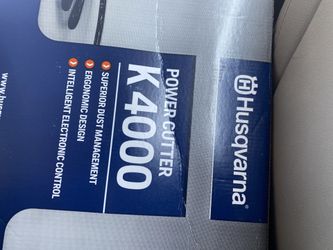 Husqvarna
POWER CUTTER
K 4000
SUPERIOR DUST MANAGEMENT
ERGONOMIC DESIGN
INTELLIGENT ELECTRONIC CONTROL